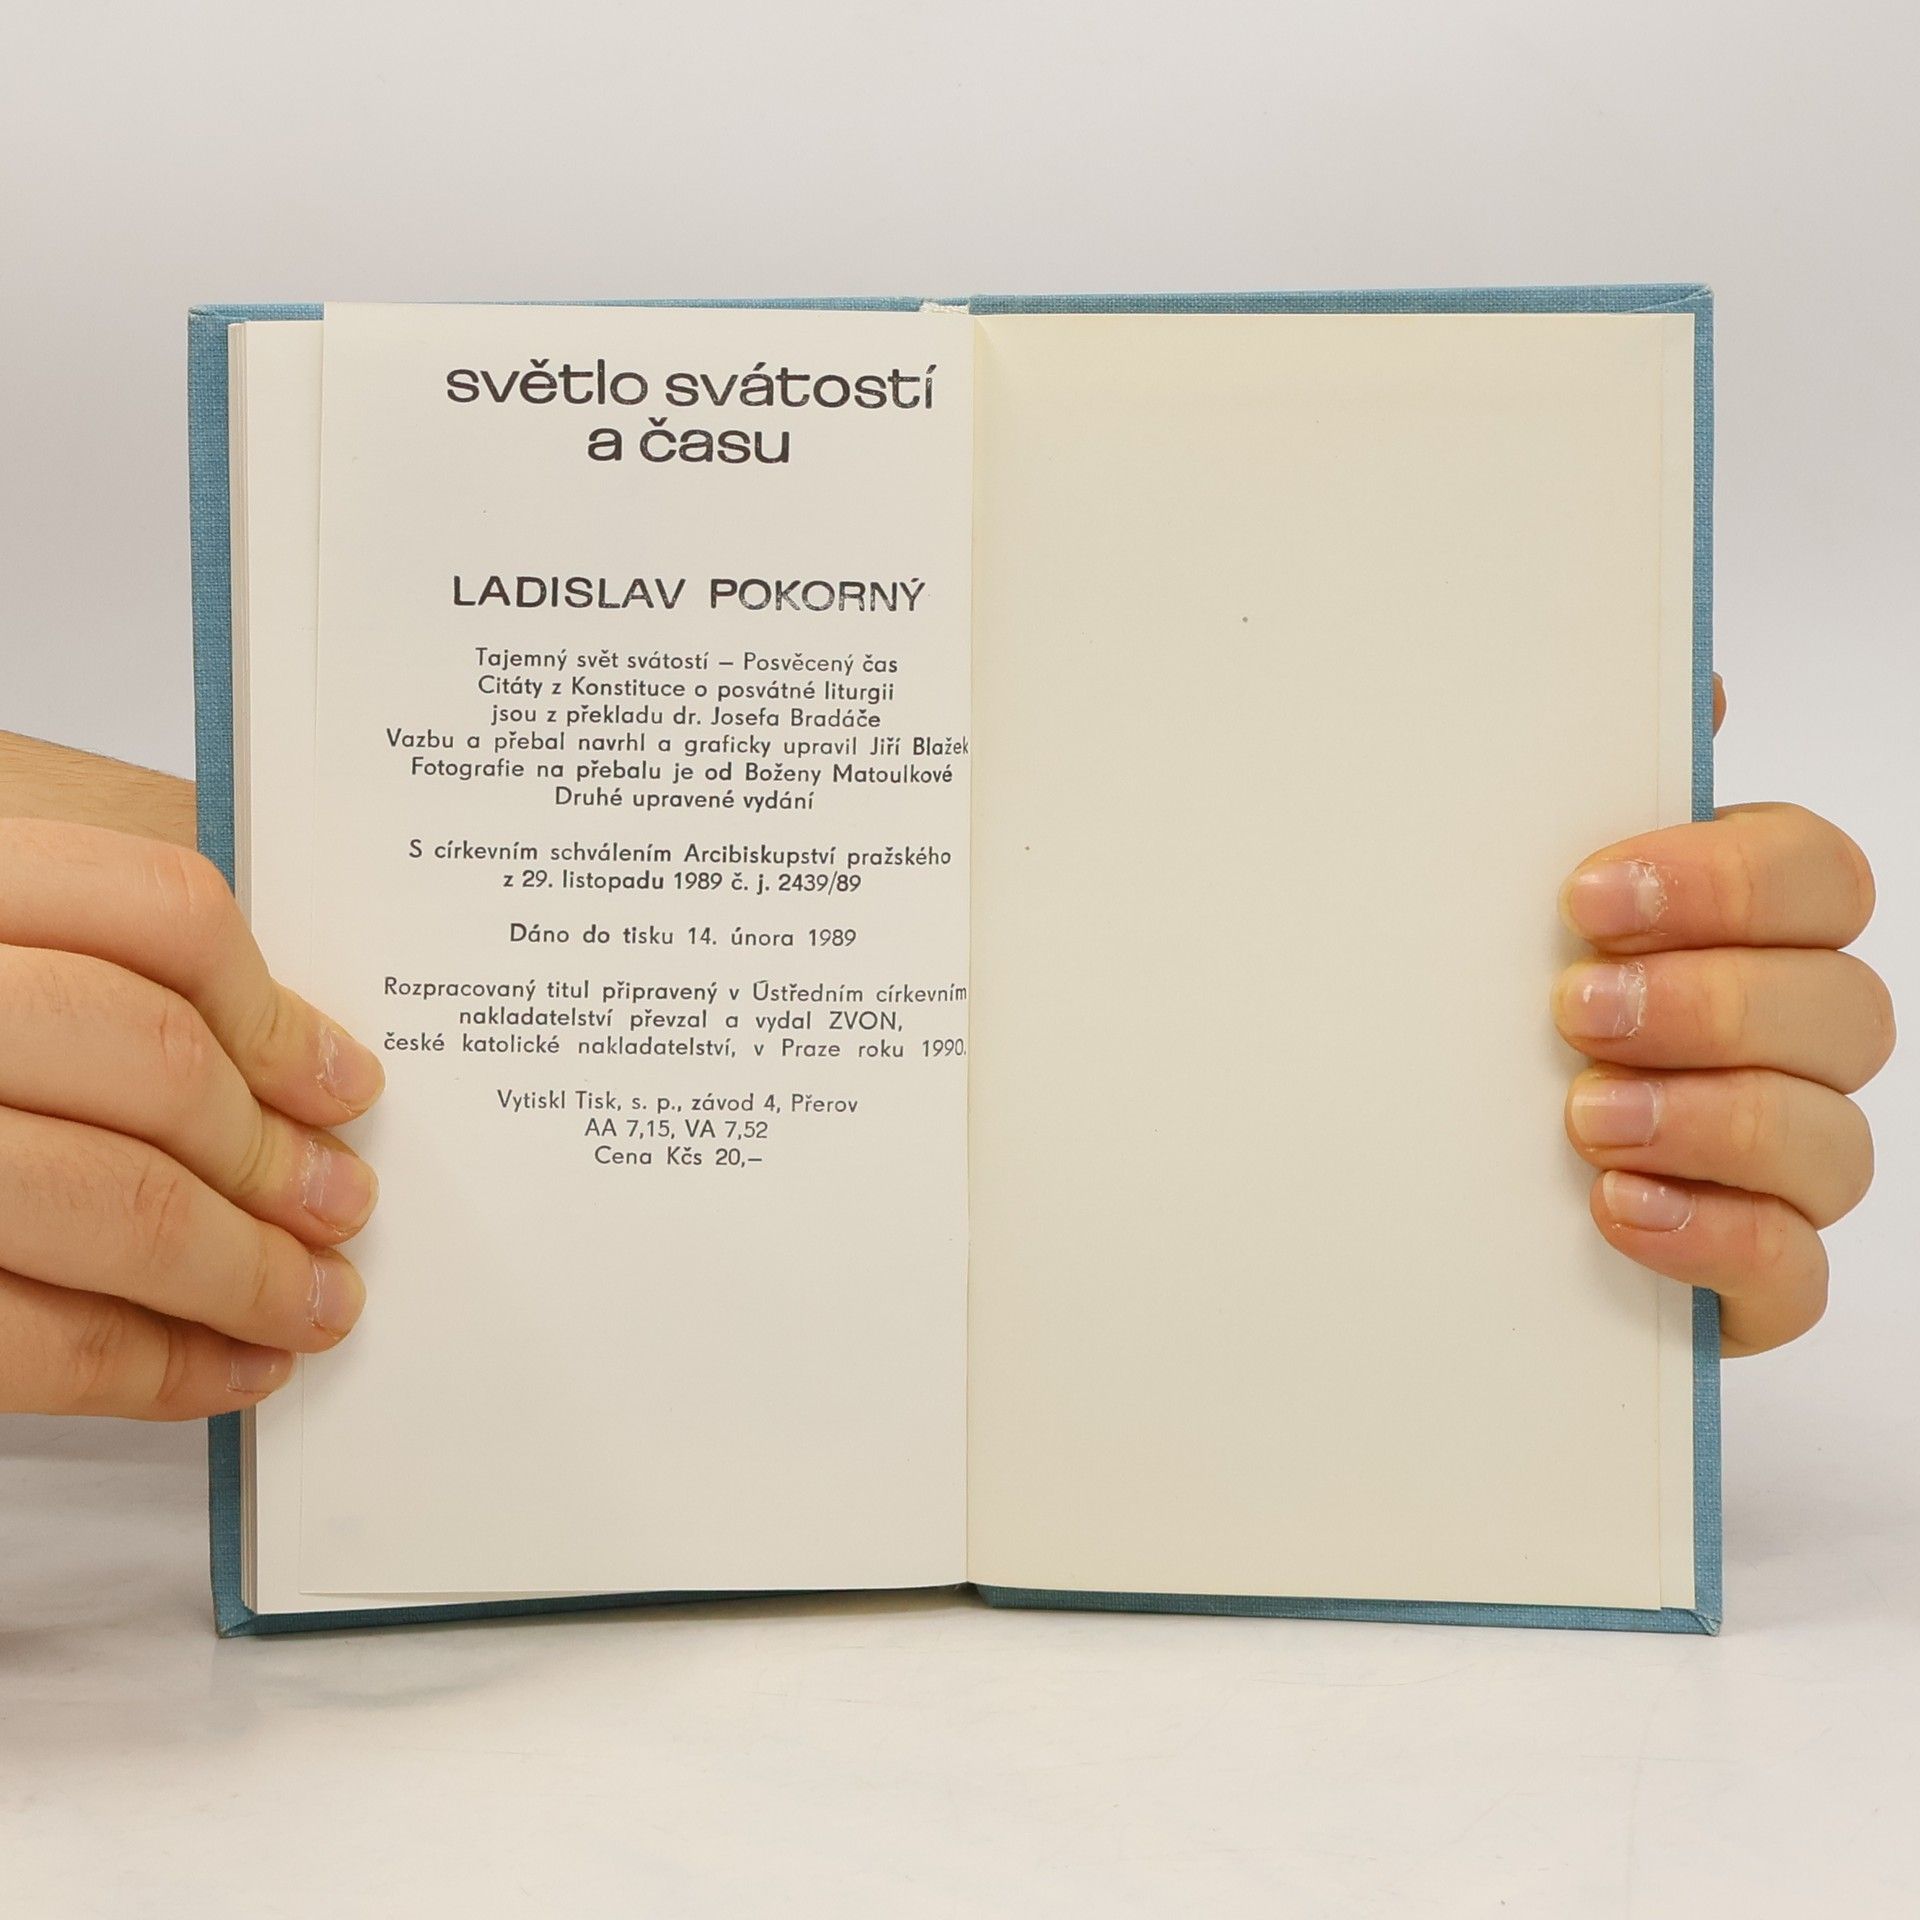 světlo svátostí
a času
LADISLAV POKORNÝ
Tajemný svět svátostí – Posvěcený čas
Citáty z Konstituce o posvátné liturgii
jsou z překladu dr. Josefa Bradáče
Vazbu a přebal navrhl a graficky upravil Jiří Blažek
Fotografie na přebalu je od Boženy Matoulkové
Druhé upravené vydání
S církevním schválením Arcibiskupství pražského
z 29. listopadu 1989 č. j. 2439/89
Dáno do tisku 14. února 1989
Rozpracovaný titul připravený v Ústředním církevním
nakladatelství převzal a vydal ZVON,
české katolické nakladatelství, v Praze roku 1990.
Vytiskl Tisk, s. p., závod 4, Přerov
AA 7,15, VA 7,52
Cena Kčs 20,–